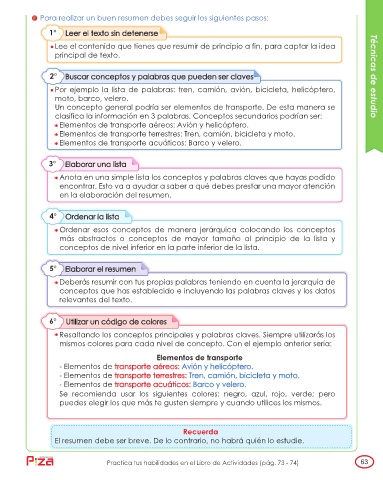 Para realizar un buen resumen debes seguir los siguientes pasos:
1° Leer el texto sin detenerse
Lee el contenido que tienes que resumir de principio a fin, para captar la idea
principal de texto.
2° Buscar conceptos y palabras que pueden ser claves
Por ejemplo la lista de palabras: tren, camión, avión, bicicleta, helicóptero,
moto, barco, velero.
Un concepto general podría ser elementos de transporte. De esta manera se
clasifica la información en 3 palabras. Conceptos secundarios podrían ser:
Elementos de transporte aéreos: Avión y helicóptero.
Elementos de transporte terrestres: Tren, camión, bicicleta y moto.
Elementos de transporte acuáticos: Barco y velero.
3° Elaborar una lista
Anota en una simple lista los conceptos y palabras claves que hayas podido
encontrar. Esto va a ayudar a saber a qué debes prestar una mayor atención
en la elaboración del resumen.
4° Ordenar la lista
Ordenar esos conceptos de manera jerárquica colocando los conceptos
más abstractos o conceptos de mayor tamaño al principio de la lista y
conceptos de nivel inferior en la parte inferior de la lista.
5° Elaborar el resumen
Deberás resumir con tus propias palabras teniendo en cuenta la jerarquía de
conceptos que has establecido e incluyendo las palabras claves y los datos
relevantes del texto.
6° Utilizar un código de colores
Resaltando los conceptos principales y palabras claves. Siempre utilizarás los
mismos colores para cada nivel de concepto. Con el ejemplo anterior sería:
Elementos de transporte
- Elementos de transporte aéreos: Avión y helicóptero.
- Elementos de transporte terrestres: Tren, camión, bicicleta y moto.
- Elementos de transporte acuáticos: Barco y velero.
Se recomienda usar los siguientes colores: negro, azul, rojo, verde; pero
puedes elegir los que más te gusten siempre y cuando utilices los mismos.
Recuerda
El resumen debe ser breve. De lo contrario, no habrá quién lo estudie.
Practica tus habilidades en el Libro de Actividades (pág. 73 - 74)
63
Técnicas de estudio